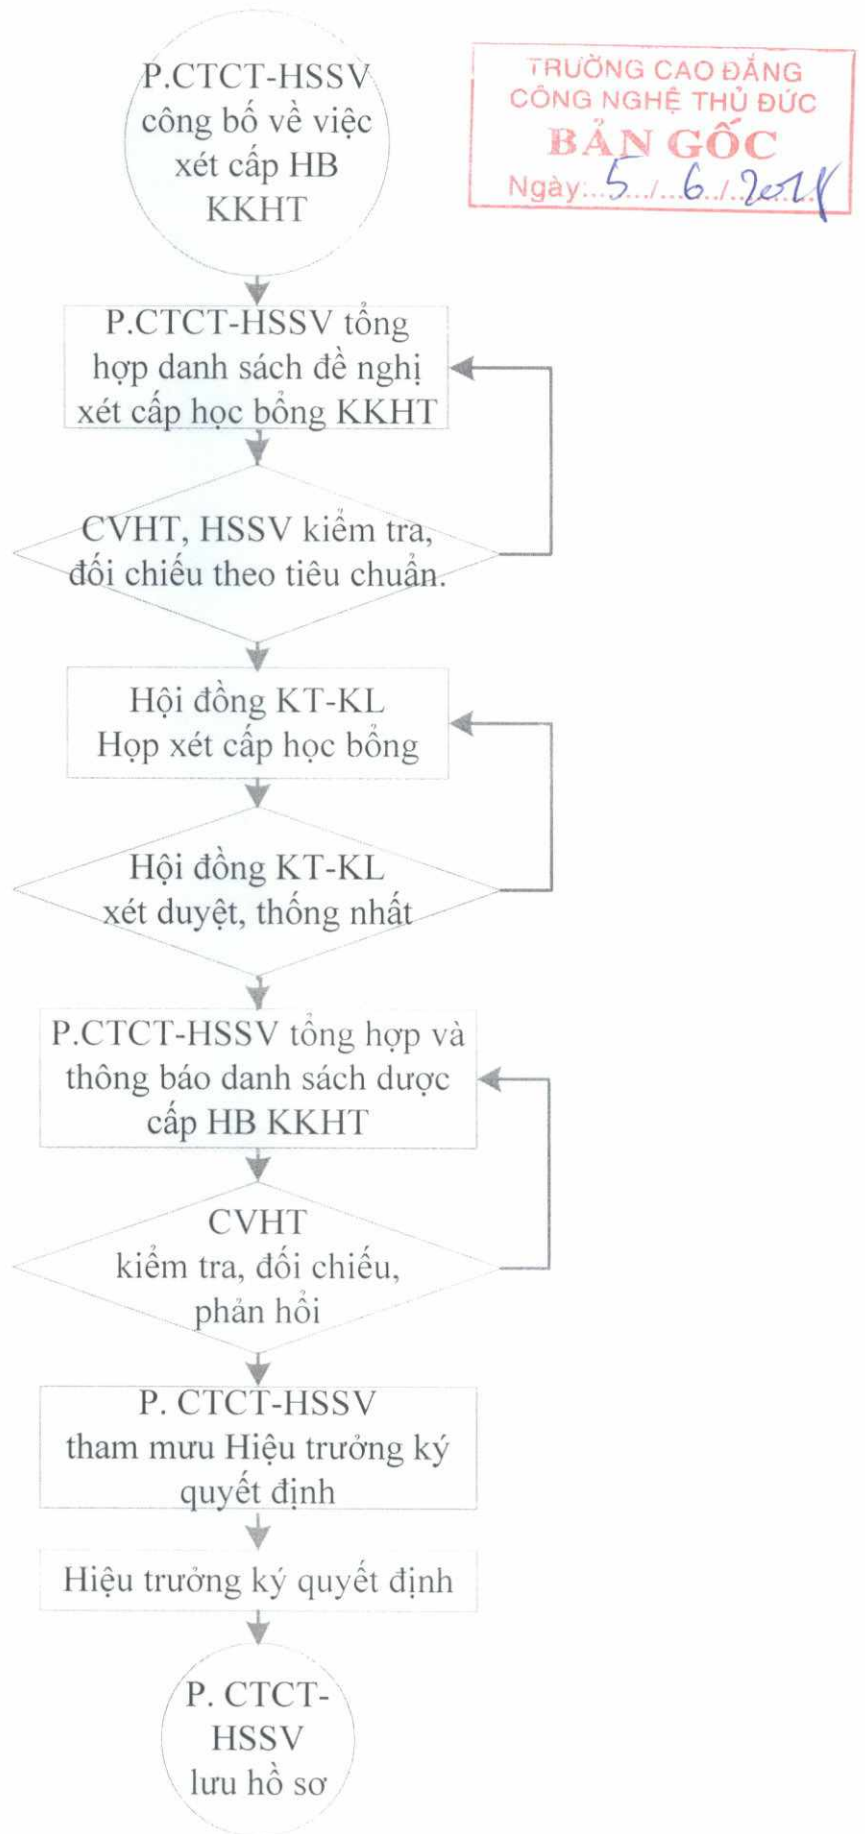 P.CTCT-HSSV
công bố về việc
xét cấp HB
KKHT
TRƯỜNG CAO ĐẲNG
CÔNG NGHỆ THỦ ĐỨC
BẢN GỐC
Ngày:...5.../...6.../...
P.CTCT-HSSV tổng
hợp danh sách đề nghị
xét cấp học bổng KKHT
CVHT, HSSV kiểm tra,
đối chiếu theo tiêu chuẩn.
Hội đồng KT-KL
Họp xét cấp học bổng
Hội đồng KT-KL
xét duyệt, thống nhất
P.CTCT-HSSV tổng hợp và
thông báo danh sách dược
cấp HB KKHT
CVHT
kiểm tra, đối chiếu,
phản hồi
P. CTCT-HSSV
tham mưu Hiệu trưởng ký
quyết định
Hiệu trưởng ký quyết định
P. CTCT-
HSSV
lưu hồ sơ